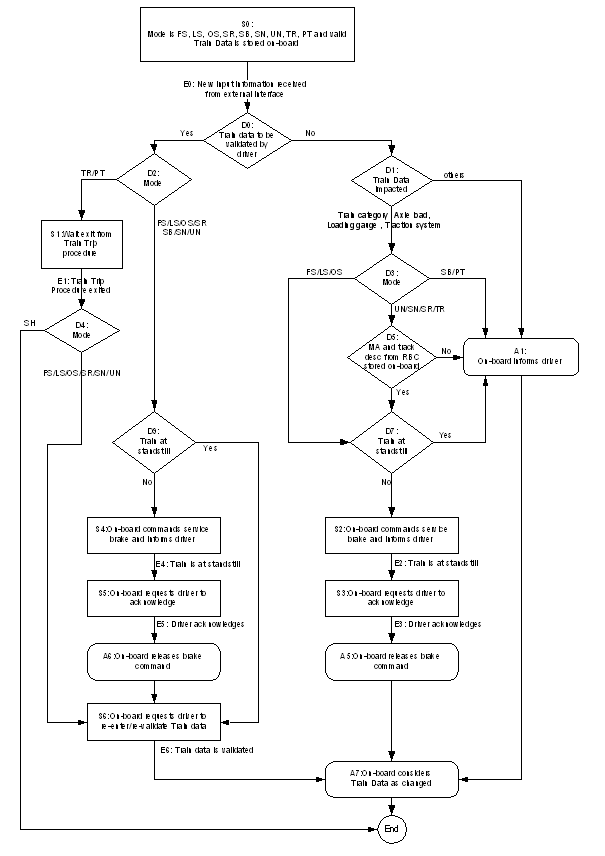 S0:
Mode is FS, LS, OS, SR, SB, SN, UN, TR, PT and valid
Train Data is stored on-board
E0: New input information received
from external interface
D0:
Train data to be
validated by
driver
Yes
No
D2:
Mode
D1:
Train Data
impacted
TR/PT
others
S1:Wait exit from
Train Trip
procedure
FS/LS/OS/SR
SB/SN/UN
Train category, Axle load,
Loading gauge, Traction system
E1: Train Trip
Procedure exited
FS/LS/OS
D3:
Mode
SB/PT
UN/SN/SR/TR
SH
D4:
Mode
D5:
MA and track
desc from RBC
stored on-board
No
A1:
On-board informs driver
FS/LS/OS/SR/SN/UN
Yes
D8:
Train at
standstill
Yes
D7:
Train at
standstill
Yes
No
No
S4:On-board commands service
brake and informs driver
S2:On-board commands service
brake and informs driver
E4: Train is at standstill
E2: Train is at standstill
S5:On-board requests driver to
acknowledge
S3:On-board requests driver to
acknowledge
E5: Driver acknowledges
E3: Driver acknowledges
A6:On-board releases brake
command
A5:On-board releases brake
command
S6:On-board requests driver to
re-enter/re-validate Train data
E6: Train data is validated
A7:On-board considers
Train Data as changed
End